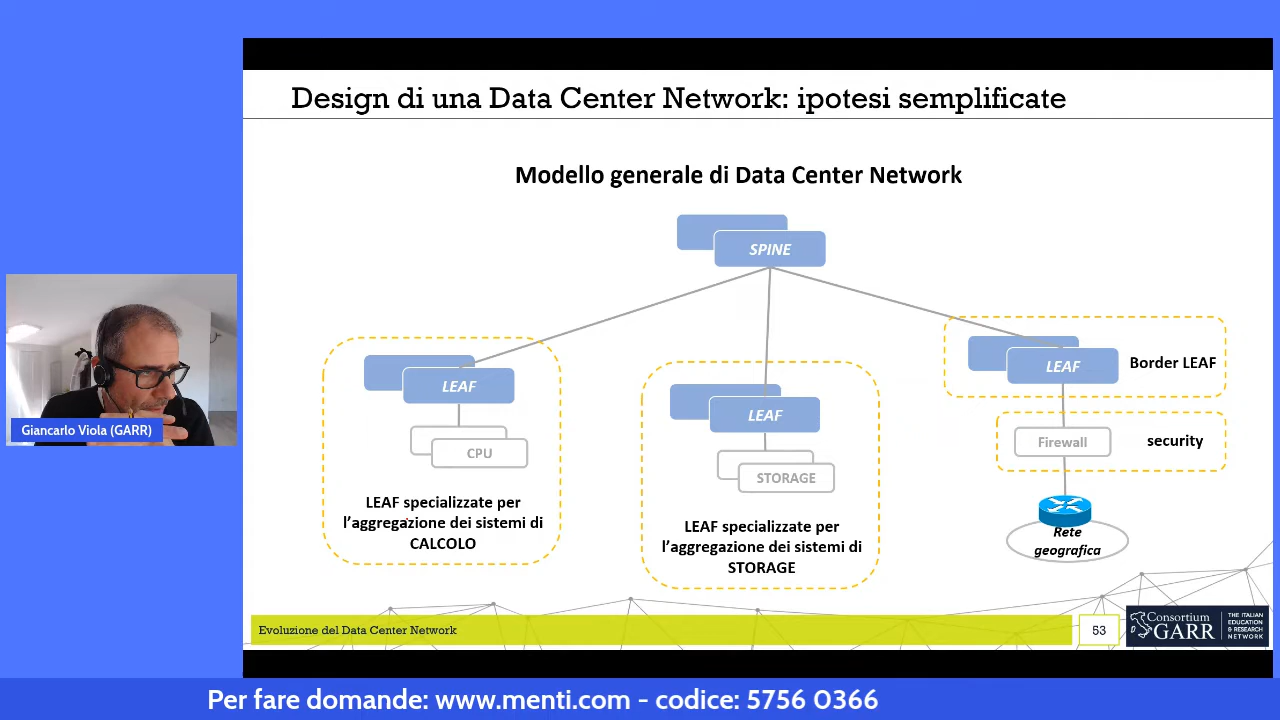 Design di una Data Center Network: ipotesi semplificate
Modello generale di Data Center Network
SPINE
LEAF
CPU
LEAF specializzate per
l'aggregazione dei sistemi di
CALCOLO
LEAF
STORAGE
LEAF specializzate per
l'aggregazione dei sistemi di
STORAGE
LEAF
Border LEAF
Firewall
security
Rete
geografica
Giancarlo Viola (GARR)
Evoluzione del Data Center Network
53
Consortium
GARR
THE ITALIAN
EDUCATION
& RESEARCH
NETWORK
Per fare domande: www.menti.com - codice: 5756 0366